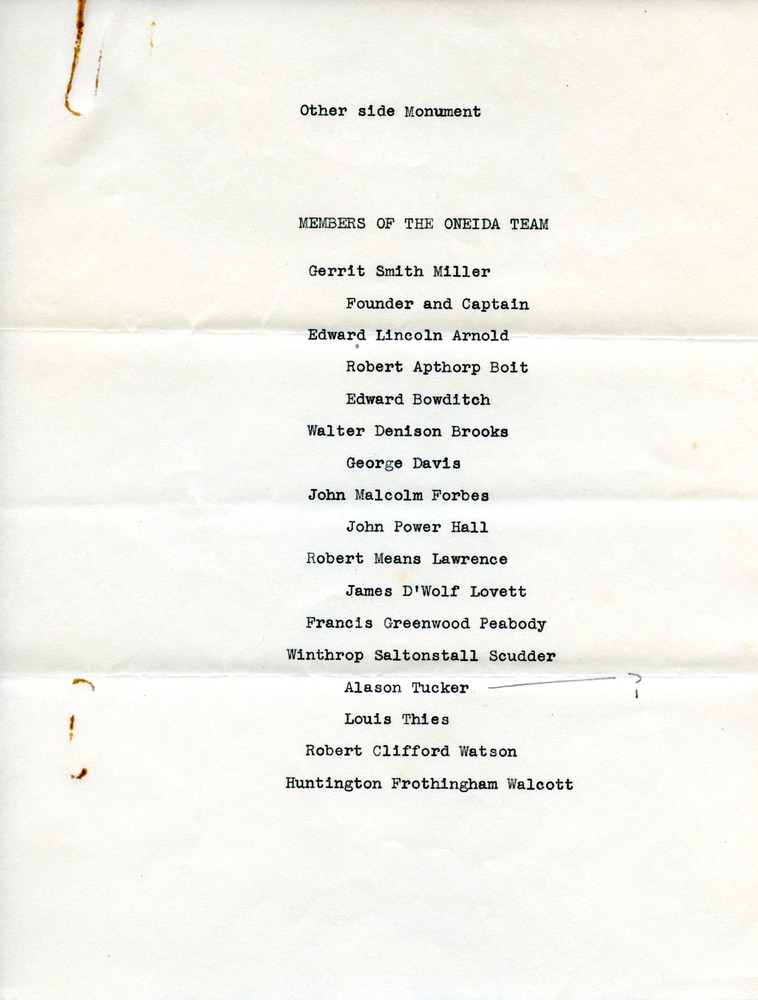 Other side Monument
MEMBERS OF THE ONEIDA TEAM
Gerrit Smith Miller
Founder and Captain
Edward Lincoln Arnold
Robert Apthorp Boit
Edward Bowditch
Walter Denison Brooks
George Davis
John Malcolm Forbes
John Power Hall
Robert Means Lawrence
James D'Wolf Lovett
Francis Greenwood Peabody
Winthrop Saltonstall Scudder
Alason Tucker ?
Louis Thies
Robert Clifford Watson
Huntington Frothingham Walcott